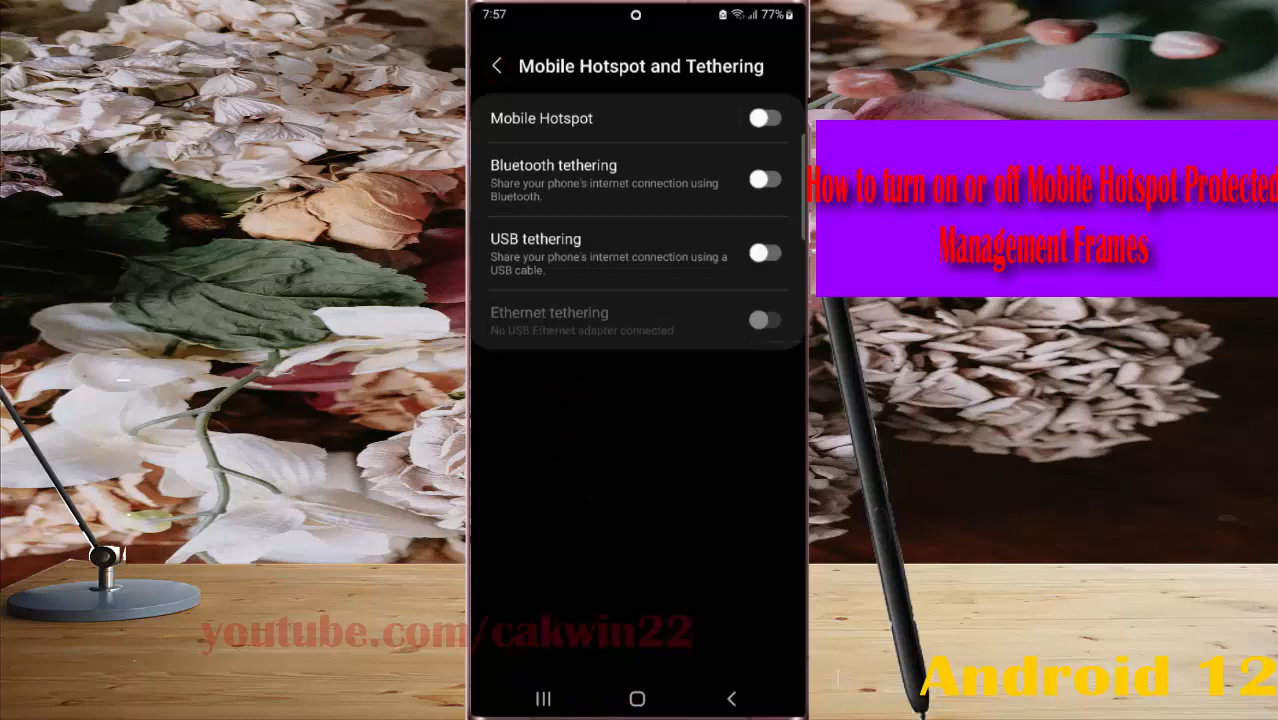 7:57
77%
Mobile Hotspot and Tethering
Mobile Hotspot
Bluetooth tethering
Share your phone's internet connection using
Bluetooth.
USB tethering
Share your phone's internet connection using a
USB cable.
Ethernet tethering
No USB Ethernet adapter connected
How to turn on or off Mobile Hotspot Protected
Management Frames
youtube.com/cakwin22
Android 12